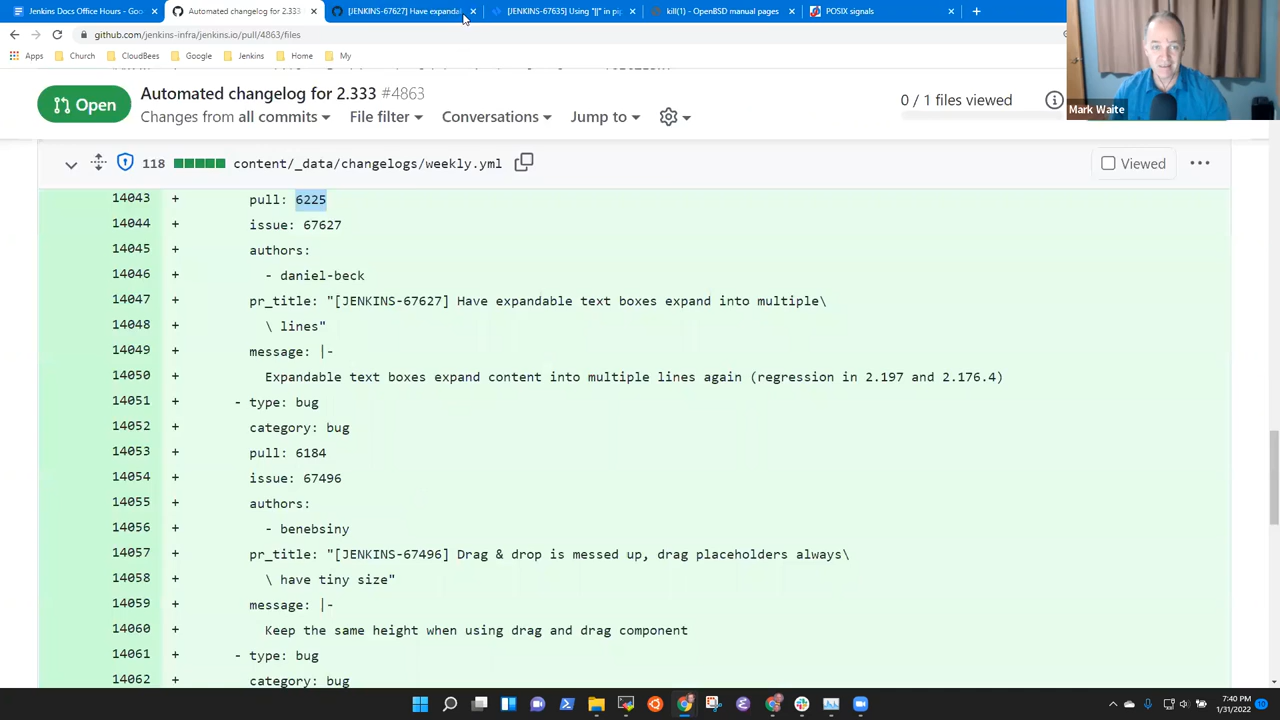 Jenkins Docs Office Hours - Goo
Automated changelog for 2.333
[JENKINS-67627] Have expandal
[JENKINS-67635] Using "||" in pip
kill(1) - OpenBSD manual pages
POSIX signals
github.com/jenkins-infra/jenkins.io/pull/4863/files
Apps Church CloudBees Google Jenkins Home My
Open
Automated changelog for 2.333 #4863
Changes from all commits File filter Conversations Jump to
0 / 1 files viewed
Mark Waite
118 content/_data/changelogs/weekly.yml
Viewed
14043 + pull: 6225
14044 + issue: 67627
14045 + authors:
14046 + - daniel-beck
14047 + pr_title: "[JENKINS-67627] Have expandable text boxes expand into multiple\
14048 + \ lines"
14049 + message: |-
14050 + Expandable text boxes expand content into multiple lines again (regression in 2.197 and 2.176.4)
14051 + - type: bug
14052 + category: bug
14053 + pull: 6184
14054 + issue: 67496
14055 + authors:
14056 + - benebsiny
14057 + pr_title: "[JENKINS-67496] Drag & drop is messed up, drag placeholders always\
14058 + \ have tiny size"
14059 + message: |-
14060 + Keep the same height when using drag and drag component
14061 + - type: bug
14062 + category: bug
7:40 PM
1/31/2022